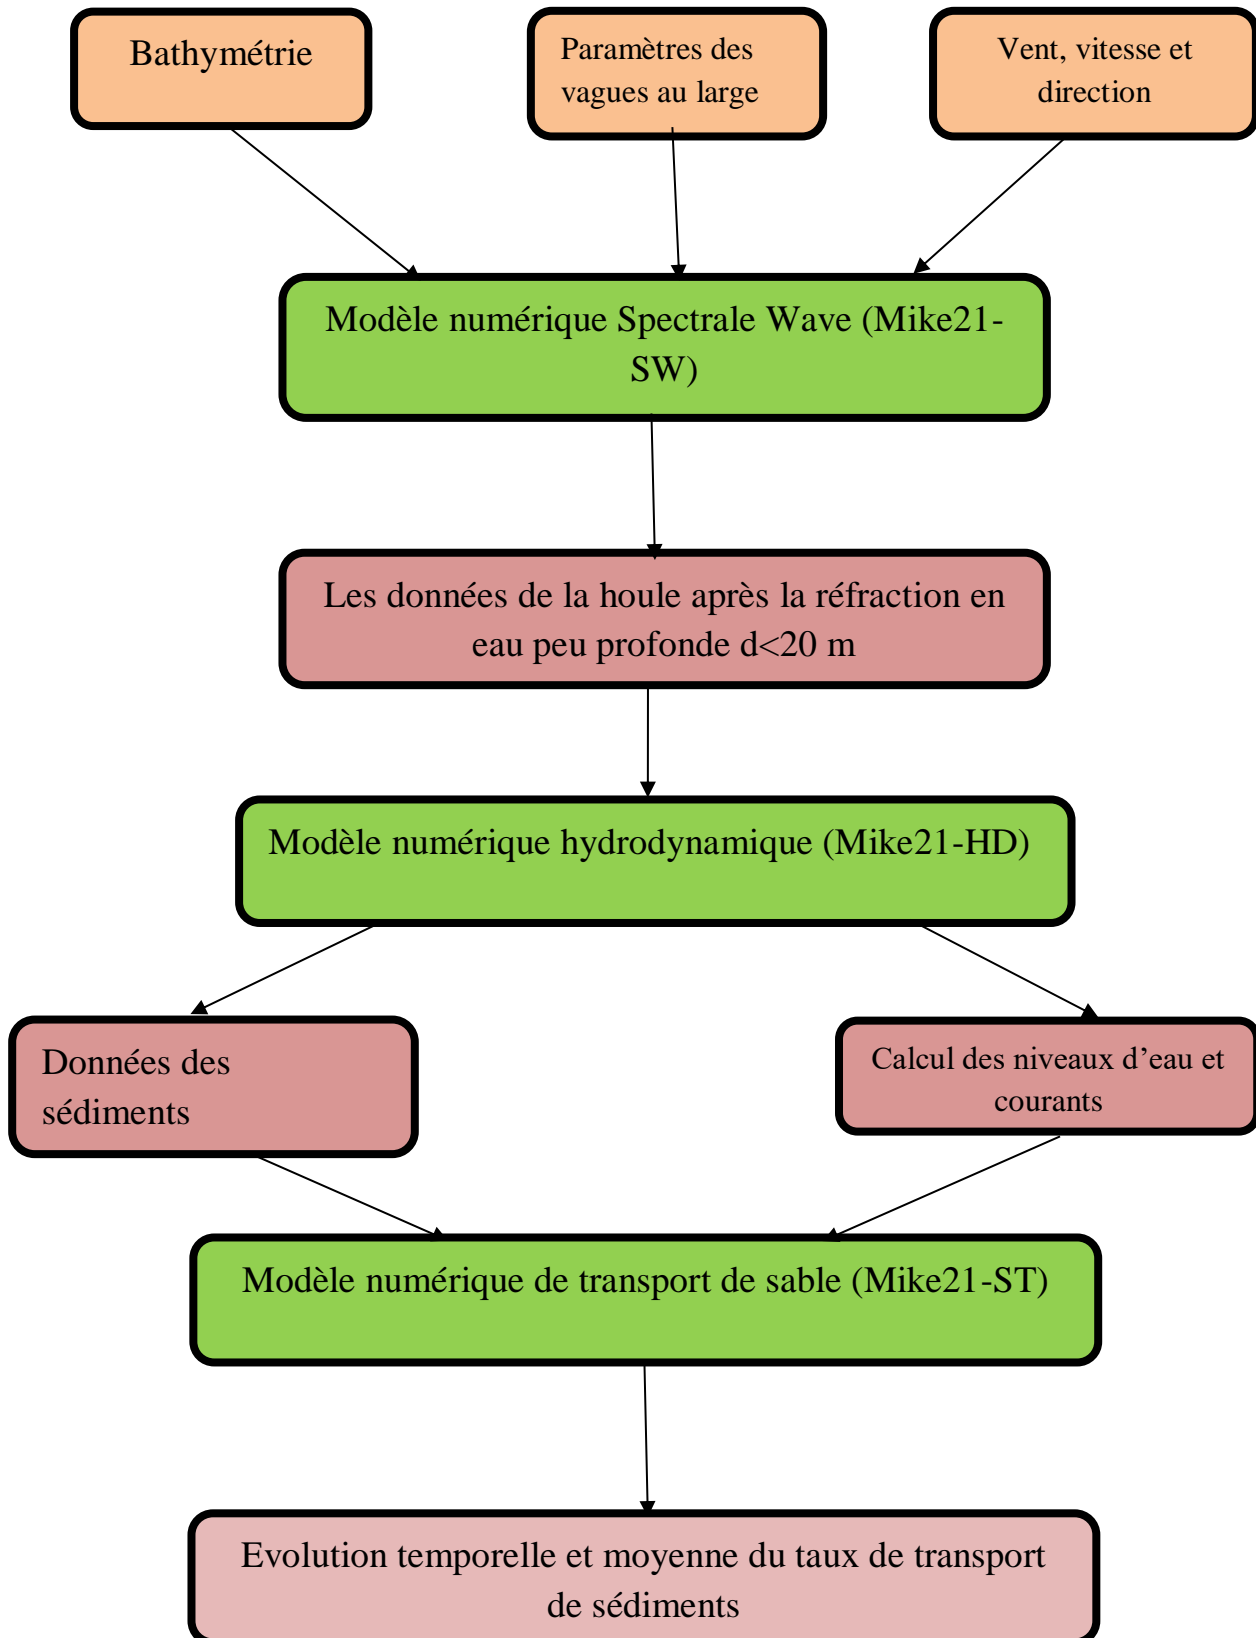 Bathymétrie
Paramètres des
vagues au large
Vent, vitesse et
direction
Modèle numérique Spectrale Wave (Mike21-
SW)
Les données de la houle après la réfraction en
eau peu profonde d<20 m
Modèle numérique hydrodynamique (Mike21-HD)
Données des
sédiments
Calcul des niveaux d’eau et
courants
Modèle numérique de transport de sable (Mike21-ST)
Evolution temporelle et moyenne du taux de transport
de sédiments